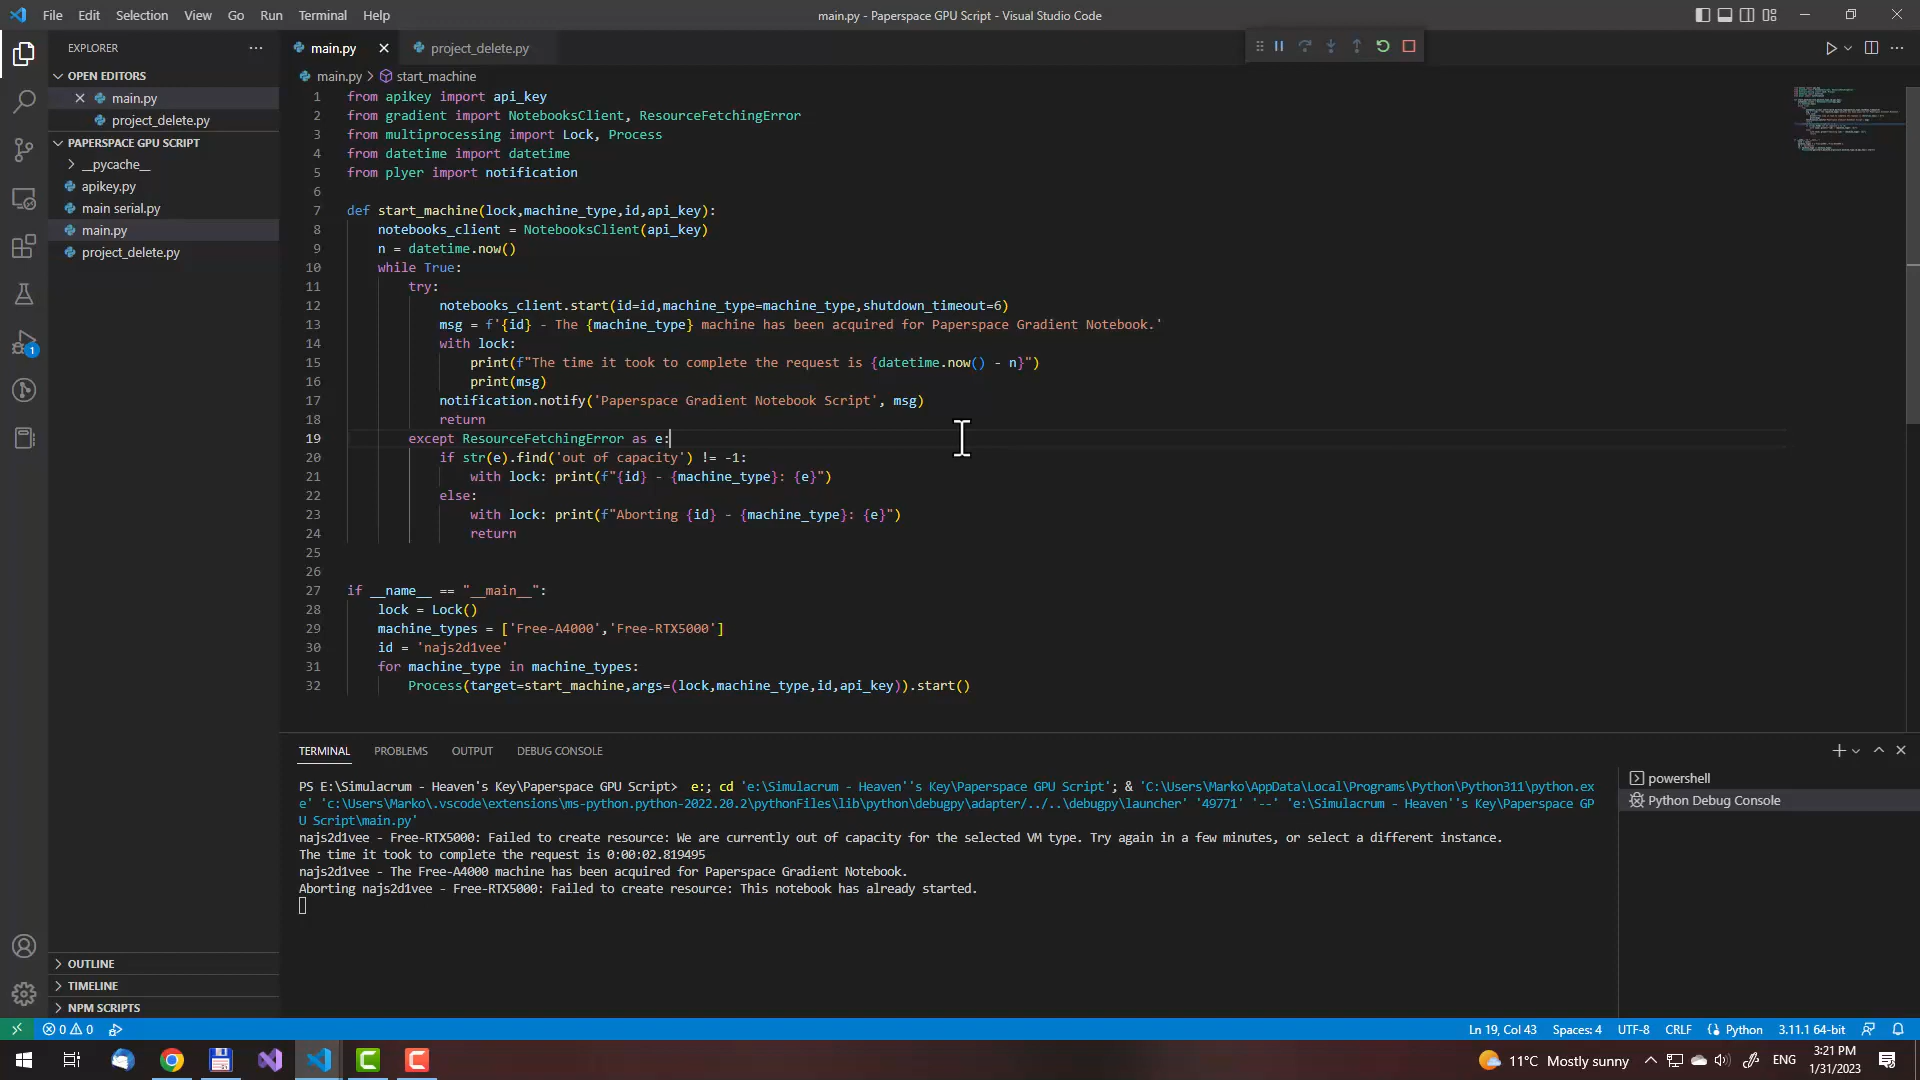 File Edit Selection View Go Run Terminal Help
main.py - Paperspace GPU Script - Visual Studio Code
EXPLORER
OPEN EDITORS
main.py
project_delete.py
PAPERSPACE GPU SCRIPT
__pycache__
apikey.py
main serial.py
main.py
project_delete.py
OUTLINE
TIMELINE
NPM SCRIPTS
main.py project_delete.py
main.py > start_machine
1 from apikey import api_key
2 from gradient import NotebooksClient, ResourceFetchingError
3 from multiprocessing import Lock, Process
4 from datetime import datetime
5 from plyer import notification
6
7 def start_machine(lock,machine_type,id,api_key):
8 notebooks_client = NotebooksClient(api_key)
9 n = datetime.now()
10 while True:
11 try:
12 notebooks_client.start(id=id,machine_type=machine_type,shutdown_timeout=6)
13 msg = f'{id} - The {machine_type} machine has been acquired for Paperspace Gradient Notebook.'
14 with lock:
15 print(f"The time it took to complete the request is {datetime.now() - n}")
16 print(msg)
17 notification.notify('Paperspace Gradient Notebook Script', msg)
18 return
19 except ResourceFetchingError as e:
20 if str(e).find('out of capacity') != -1:
21 with lock: print(f"{id} - {machine_type}: {e}")
22 else:
23 with lock: print(f"Aborting {id} - {machine_type}: {e}")
24 return
25
26
27 if __name__ == "__main__":
28 lock = Lock()
29 machine_types = ['Free-A4000','Free-RTX5000']
30 id = 'najs2d1vee'
31 for machine_type in machine_types:
32 Process(target=start_machine,args=(lock,machine_type,id,api_key)).start()
TERMINAL PROBLEMS OUTPUT DEBUG CONSOLE
PS E:\Simulacrum - Heaven's Key\Paperspace GPU Script> e:; cd 'e:\Simulacrum - Heaven''s Key\Paperspace GPU Script'; & 'C:\Users\Marko\AppData\Local\Programs\Python\Python311\python.ex
e' 'c:\Users\Marko\.vscode\extensions\ms-python.python-2022.20.2\pythonFiles\lib\python\debugpy\adapter/../..\debugpy\launcher' '49771' '--' 'e:\Simulacrum - Heaven''s Key\Paperspace GP
U Script\main.py'
najs2d1vee - Free-RTX5000: Failed to create resource: We are currently out of capacity for the selected VM type. Try again in a few minutes, or select a different instance.
The time it took to complete the request is 0:00:02.819495
najs2d1vee - The Free-A4000 machine has been acquired for Paperspace Gradient Notebook.
Aborting najs2d1vee - Free-RTX5000: Failed to create resource: This notebook has already started.
powershell
Python Debug Console
1
0 0
Ln 19, Col 43 Spaces: 4 UTF-8 CRLF Python 3.11.1 64-bit
11°C Mostly sunny ENG
3:21 PM
1/31/2023